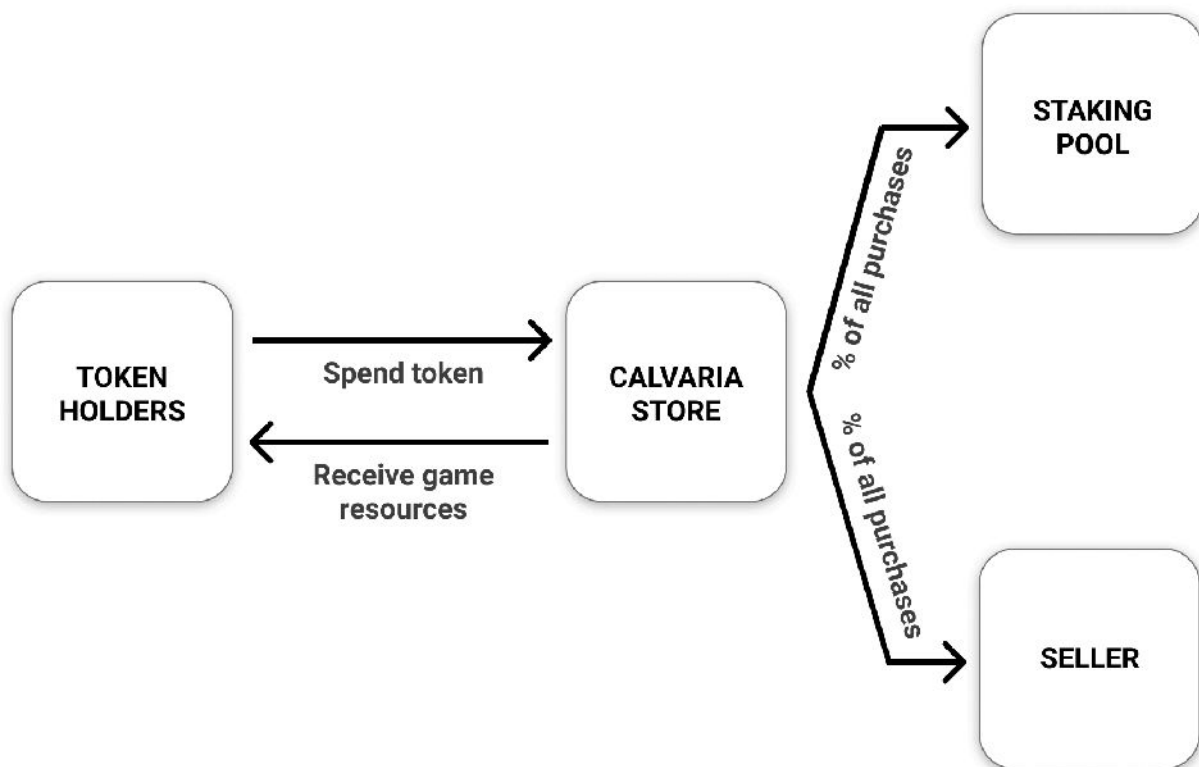 TOKEN
HOLDERS
Spend token
Receive game
resources
CALVARIA
STORE
% of all purchases
% of all purchases
STAKING
POOL
SELLER